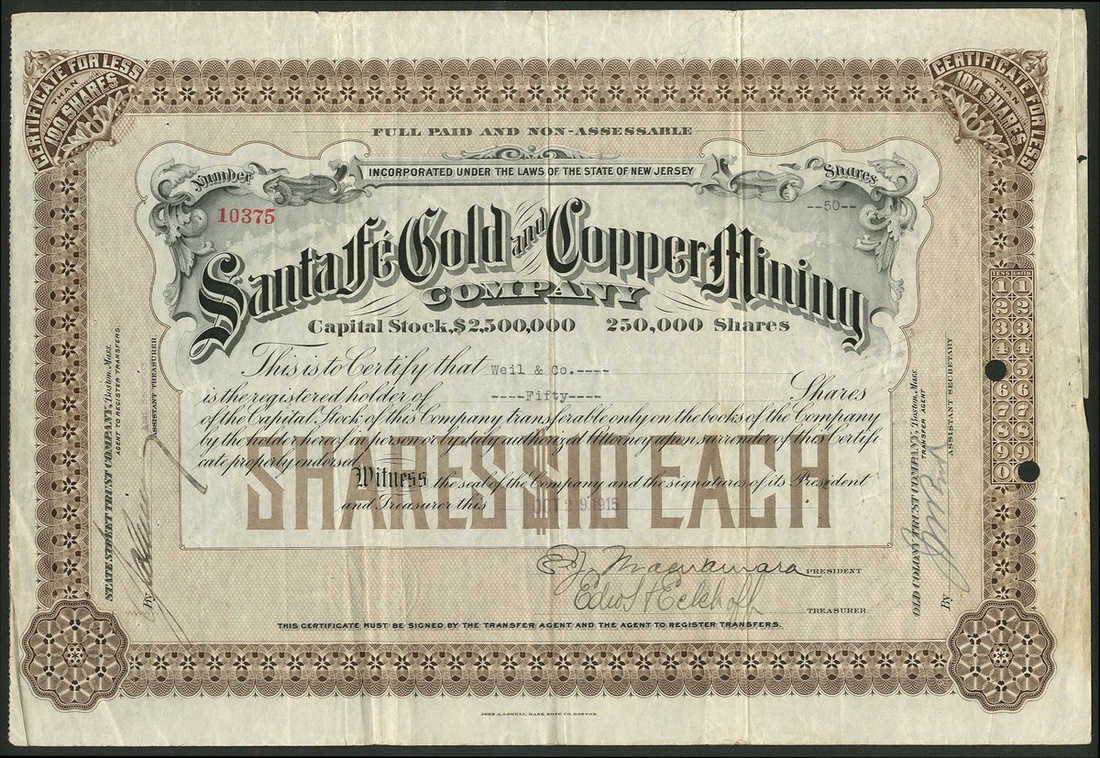 CERTIFICATE FOR LESS
THAN
100 SHARES
CERTIFICATE FOR LESS
THAN
100 SHARES
FULL PAID AND NON-ASSESSABLE
Number
INCORPORATED UNDER THE LAWS OF THE STATE OF NEW JERSEY
Shares
10375
--50--
Santa Fé Gold and Copper Mining
COMPANY
Capital Stock, $2,500,000 250,000 Shares
This is to Certify that Weil & Co.----
is the registered holder of ----Fifty---- Shares
of the Capital Stock of this Company transferable only on the books of the Company
by the holder hereof in person or by duly authorized Attorney upon surrender of this Certifi
cate properly endorsed.
Witness the seal of the Company and the signatures of its President
and Treasurer this OCT 29 1915
SHARES $10 EACH
PRESIDENT
Edw S Eckhoff
TREASURER
THIS CERTIFICATE MUST BE SIGNED BY THE TRANSFER AGENT AND THE AGENT TO REGISTER TRANSFERS.
STATE STREET TRUST COMPANY, Boston, Mass.
AGENT TO REGISTER TRANSFERS.
By
ASSISTANT TREASURER.
OLD COLONY TRUST COMPANY, Boston, Mass.
TRANSFER AGENT
By
ASSISTANT SECRETARY
TENS UNITS
1 1
2 2
3 3
4 4
5
6 6
7 7
8 8
9 9
0
JOHN A. LOWELL BANK NOTE CO. BOSTON.